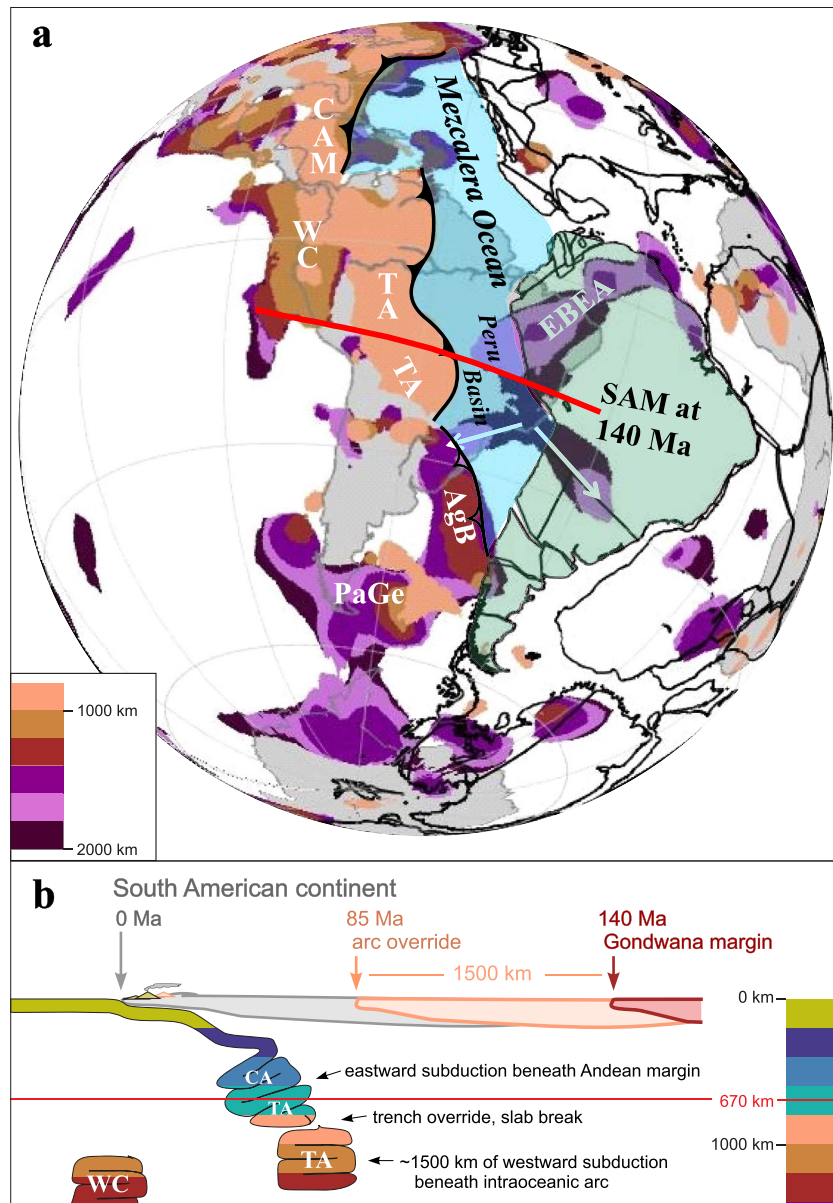 a
Mezcalera Ocean
C
A
M
W
C
T
A
TA
Peru
Basin
EBEA
SAM at
140 Ma
AgB
PaGe
1000 km
2000 km
b
South American continent
0 Ma
85 Ma
arc override
140 Ma
Gondwana margin
1500 km
0 km
CA
eastward subduction beneath Andean margin
TA
670 km
trench override, slab break
1000 km
TA
~1500 km of westward subduction
beneath intraoceanic arc
WC